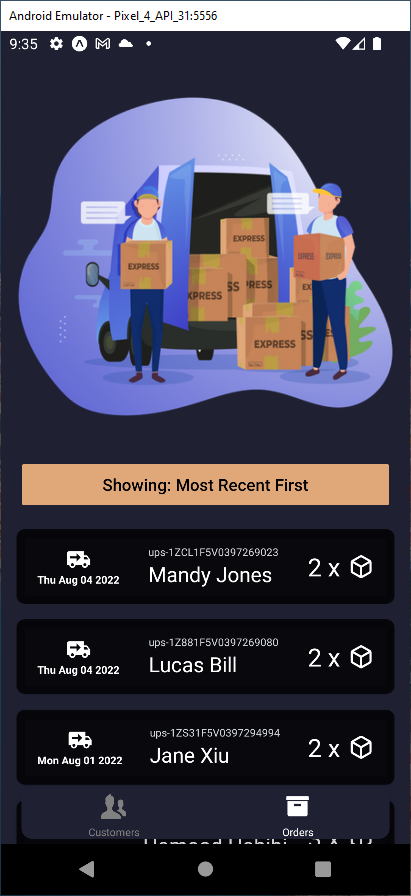 Android Emulator - Pixel_4_API_31:5556
9:35
EXPRESS
EXPRESS
EXPRESS
EXPRESS
EXPRESS
EXPRESS
EXPRESS
EXPRESS
Showing: Most Recent First
ups-1ZCL1F5V0397269023
Thu Aug 04 2022 Mandy Jones 2 x
ups-1Z881F5V0397269080
Thu Aug 04 2022 Lucas Bill 2 x
ups-1ZS31F5V0397294994
Mon Aug 01 2022 Jane Xiu 2 x
Customers Orders